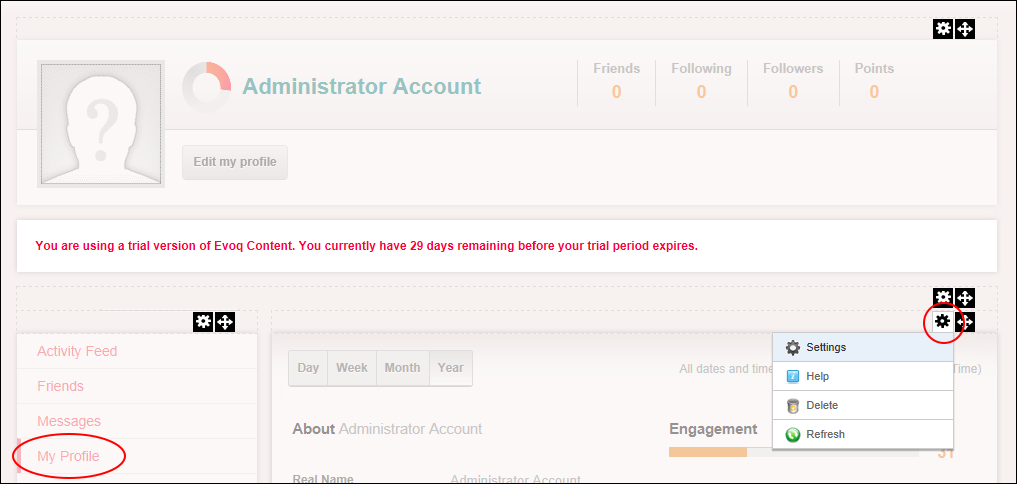 Administrator Account
Friends Following Followers Points
0 0 0 0
?
Edit my profile
You are using a trial version of Evoq Content. You currently have 29 days remaining before your trial period expires.
Activity Feed
Friends
Messages
My Profile
Day Week Month Year
All dates and time
Time)
Settings
Help
Delete
Refresh
About Administrator Account
Engagement
31
Real Name Administrator Account